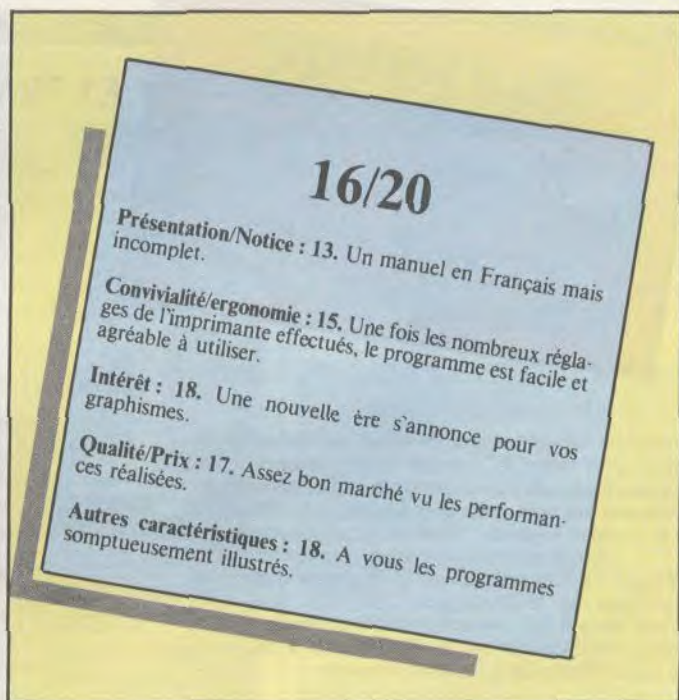 16/20
Présentation/Notice : 13. Un manuel en Français mais
incomplet.
Convivialité/ergonomie : 15. Une fois les nombreux régla-
ges de l'imprimante effectués, le programme est facile et
agréable à utiliser.
Intérêt : 18. Une nouvelle ère s'annonce pour vos
graphismes.
Qualité/Prix : 17. Assez bon marché vu les performan-
ces réalisées.
Autres caractéristiques : 18. A vous les programmes
somptueusement illustrés.